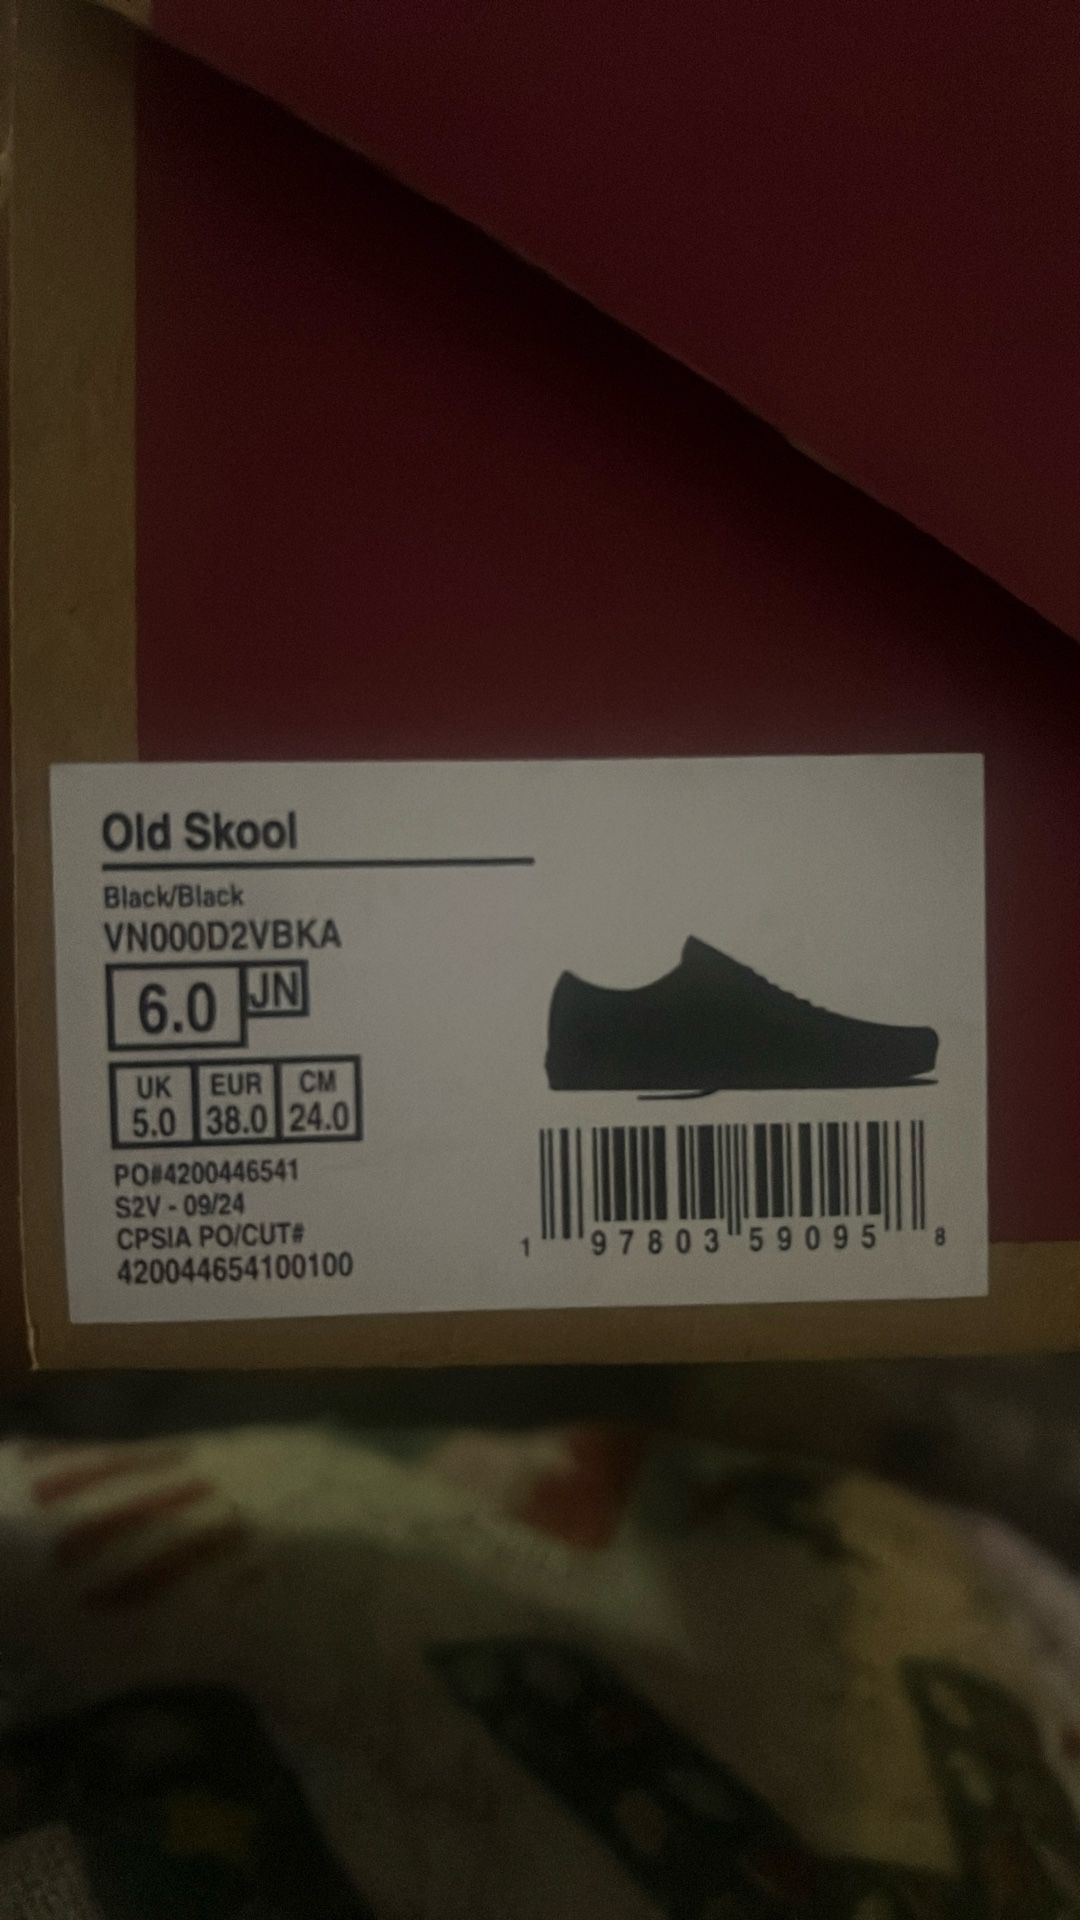 Old Skool
Black/Black
VN000D2VBKA
6.0 JN
UK EUR CM
5.0 38.0 24.0
PO#4200446541
S2V - 09/24
CPSIA PO/CUT#
420044654100100
1 97803 59095 8